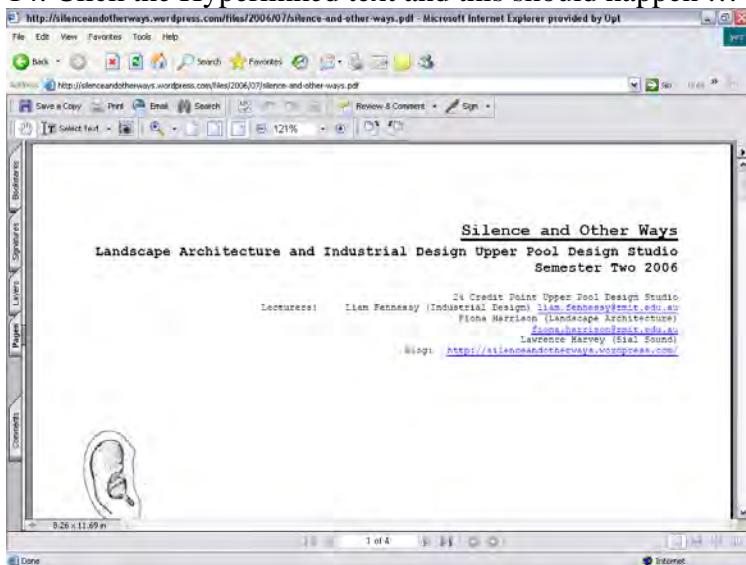 14. Click the Hyperlinked text and this should happen …
http://silenceandotherways.wordpress.com/files/2006/07/silence-and-other-ways.pdf - Microsoft Internet Explorer provided by Opt
File Edit View Favorites Tools Help
Back Search Favorites
http://silenceandotherways.wordpress.com/files/2006/07/silence-and-other-ways.pdf Go
Save a Copy Print Email Search Review & Comment Sign
Select Text 121%
Bookmarks
Signatures
Layers
Pages
Comments
Silence and Other Ways
Landscape Architecture and Industrial Design Upper Pool Design Studio
Semester Two 2006
24 Credit Point Upper Pool Design Studio
Lecturers: Liam Fennessy (Industrial Design) liam.fennessy@rmit.edu.au
Fiona Harrison (Landscape Architecture)
fiona.harrison@rmit.edu.au
Lawrence Harvey (Sial Sound)
Blog: http://silenceandotherways.wordpress.com/
8.26 x 11.69 in
1 of 4
Done Internet